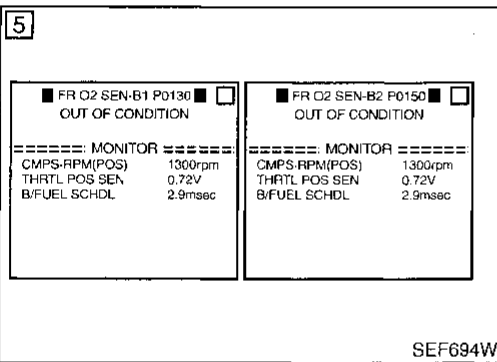 5
■ FR O2 SEN-B1 P0130 ■ □
OUT OF CONDITION
====== MONITOR ======
CMPS-RPM(POS) 1300rpm
THRTL POS SEN 0.72V
B/FUEL SCHDL 2.9msec
■ FR O2 SEN-B2 P0150 ■ □
OUT OF CONDITION
====== MONITOR ======
CMPS-RPM(POS) 1300rpm
THRTL POS SEN 0.72V
B/FUEL SCHDL 2.9msec
SEF694W